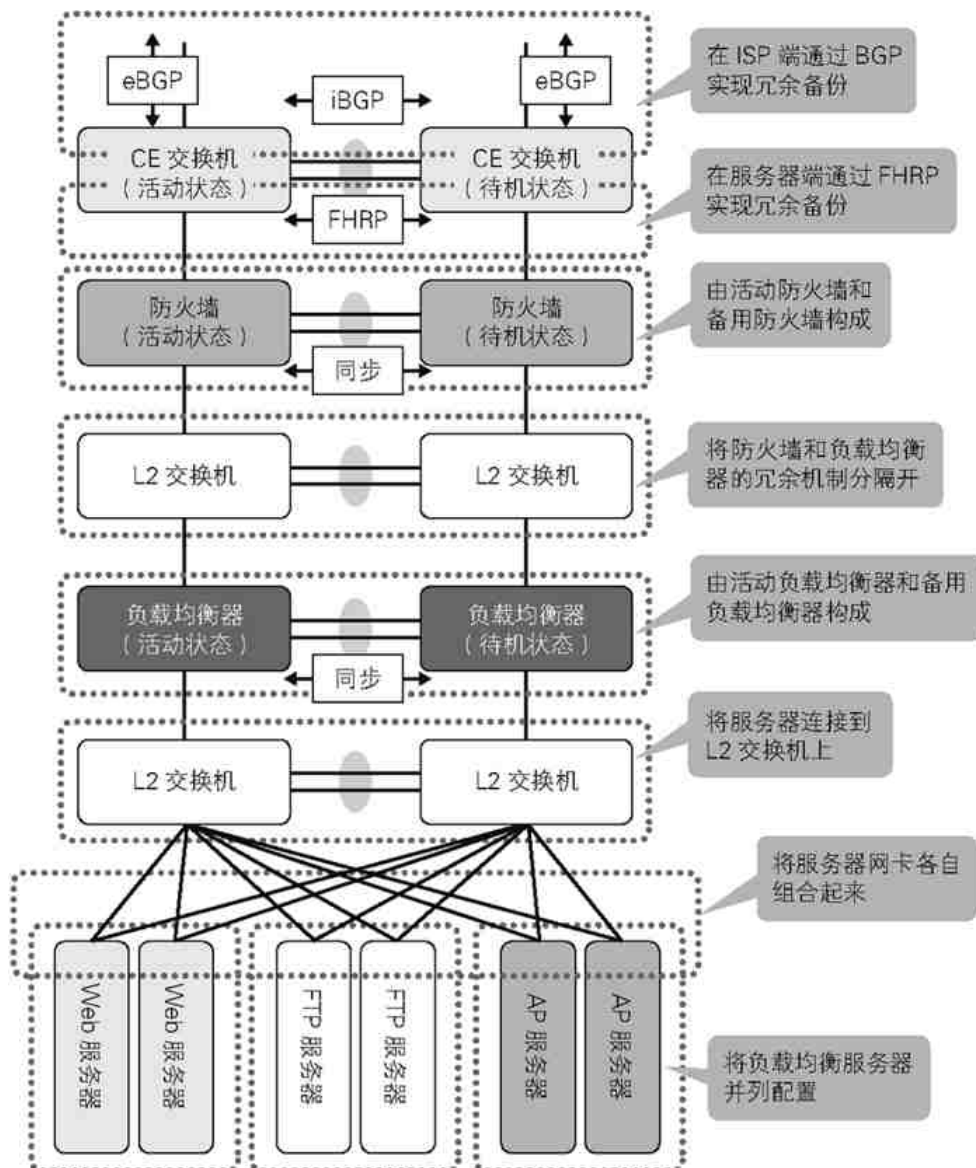 eBGP
iBGP
eBGP
在 ISP 端通过 BGP
实现冗余备份
CE 交换机
（活动状态）
CE 交换机
（待机状态）
FHRP
在服务器端通过 FHRP
实现冗余备份
防火墙
（活动状态）
防火墙
（待机状态）
同步
由活动防火墙和
备用防火墙构成
L2 交换机
L2 交换机
将防火墙和负载均衡
器的冗余机制分隔开
负载均衡器
（活动状态）
负载均衡器
（待机状态）
同步
由活动负载均衡器和备用
负载均衡器构成
L2 交换机
L2 交换机
将服务器连接到
L2 交换机上
将服务器网卡各自
组合起来
Web 服务器
Web 服务器
FTP 服务器
FTP 服务器
AP 服务器
AP 服务器
将负载均衡服务器
并列配置